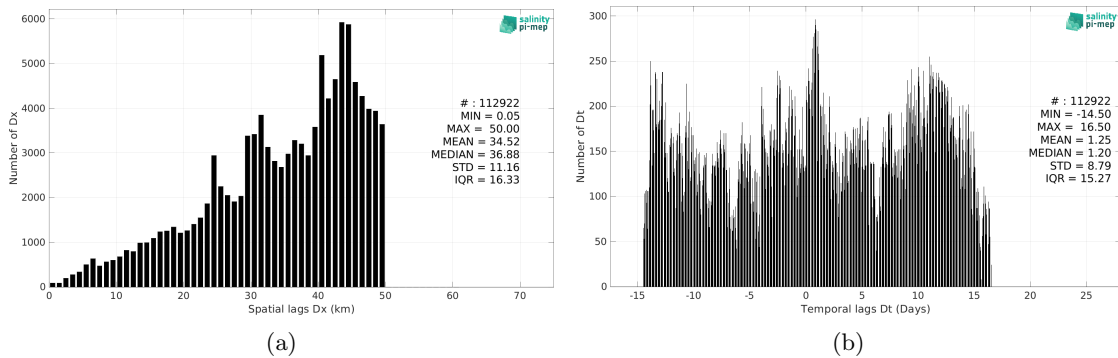 6000
5000
4000
3000
2000
1000
0
Number of Dx
0 10 20 30 40 50 60 70
Spatial lags Dx (km)
salinity
pi-mep
# : 112922
MIN = 0.05
MAX = 50.00
MEAN = 34.52
MEDIAN = 36.88
STD = 11.16
IQR = 16.33
(a)
300
250
200
150
100
50
0
Number of Dt
-15 -10 -5 0 5 10 15 20 25
Temporal lags Dt (Days)
salinity
pi-mep
# : 112922
MIN = -14.50
MAX = 16.50
MEAN = 1.25
MEDIAN = 1.20
STD = 8.79
IQR = 15.27
(b)